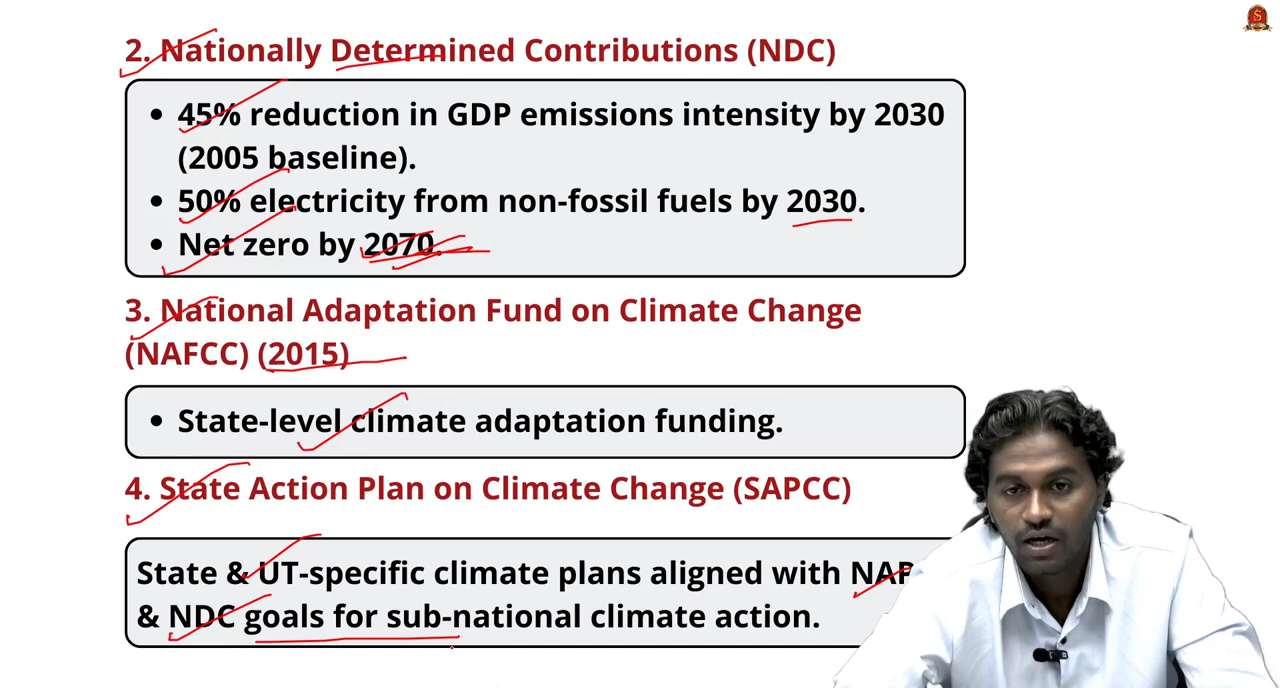 2. Nationally Determined Contributions (NDC)
• 45% reduction in GDP emissions intensity by 2030
(2005 baseline).
• 50% electricity from non-fossil fuels by 2030.
• Net zero by 2070.
3. National Adaptation Fund on Climate Change
(NAFCC) (2015)
• State-level climate adaptation funding.
4. State Action Plan on Climate Change (SAPCC)
State & UT-specific climate plans aligned with
& NDC goals for sub-national climate action.